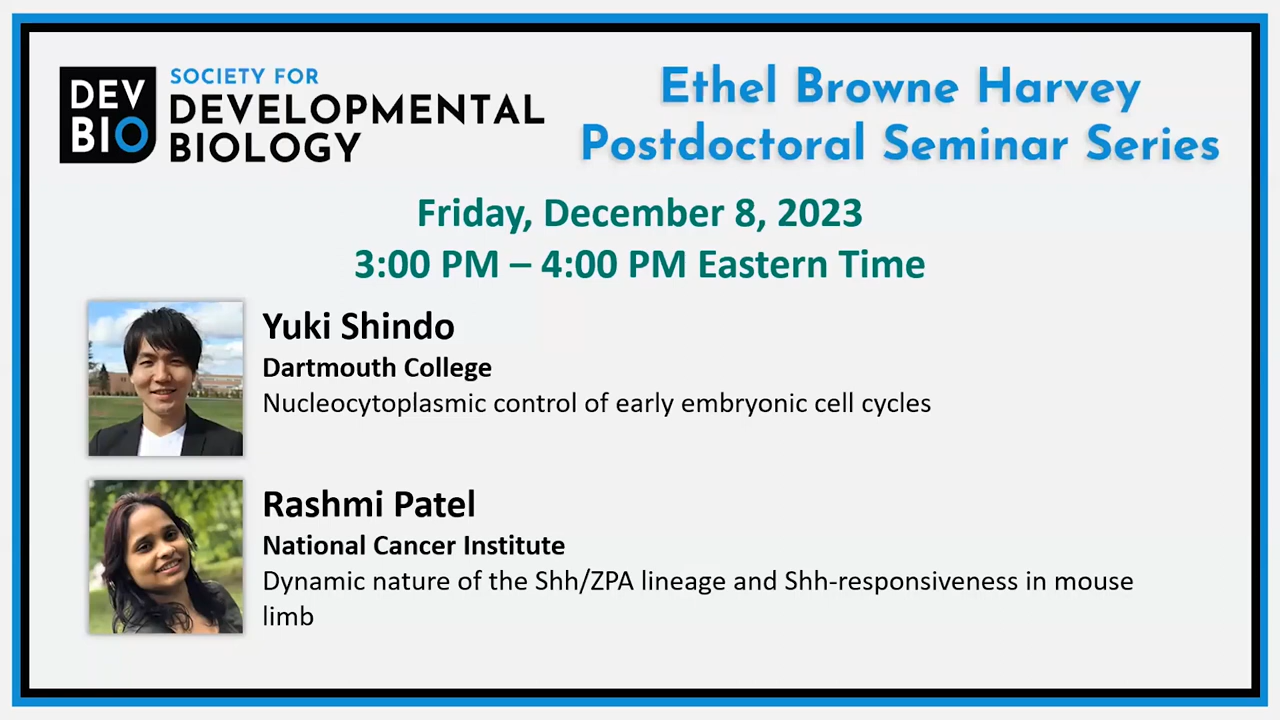 DEV
BIO
SOCIETY FOR
DEVELOPMENTAL
BIOLOGY
Ethel Browne Harvey
Postdoctoral Seminar Series
Friday, December 8, 2023
3:00 PM – 4:00 PM Eastern Time
Yuki Shindo
Dartmouth College
Nucleocytoplasmic control of early embryonic cell cycles
Rashmi Patel
National Cancer Institute
Dynamic nature of the Shh/ZPA lineage and Shh-responsiveness in mouse
limb